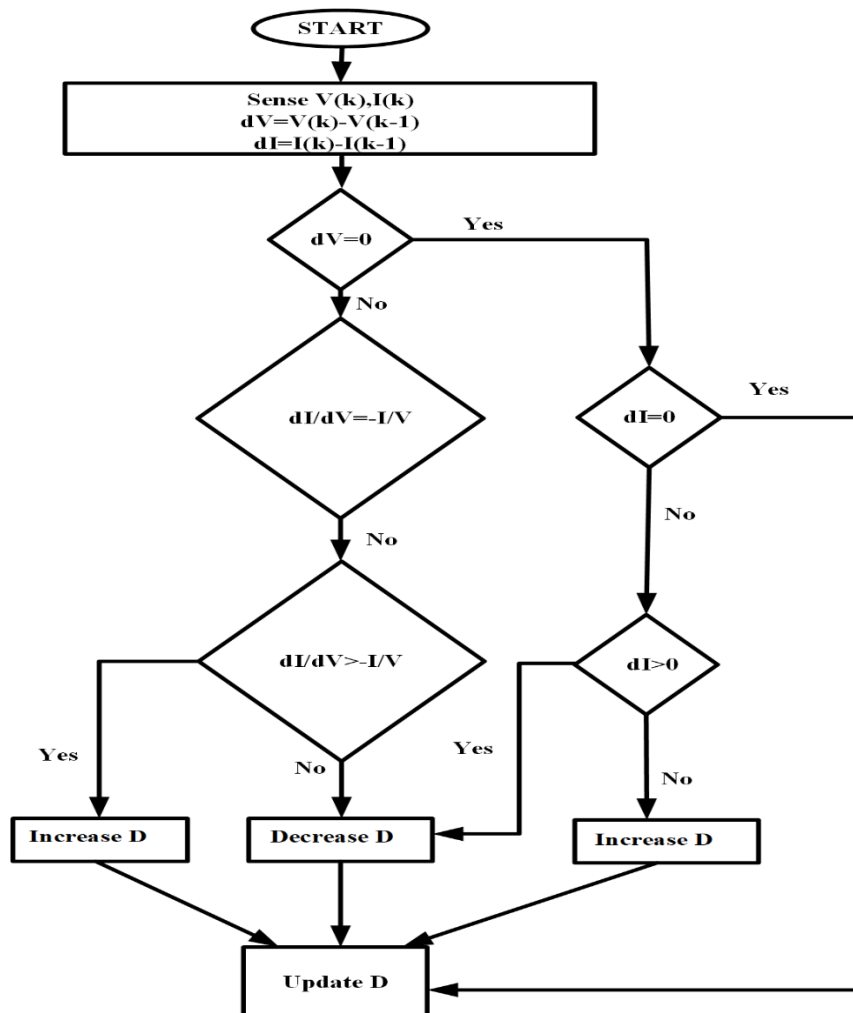 START
Sense V(k),I(k)
dV=V(k)-V(k-1)
dI=I(k)-I(k-1)
dV=0
Yes
No
dI/dV=-I/V
dI=0
Yes
No
No
dI/dV>-I/V
dI>0
Yes
No
Yes
No
Increase D
Decrease D
Increase D
Update D